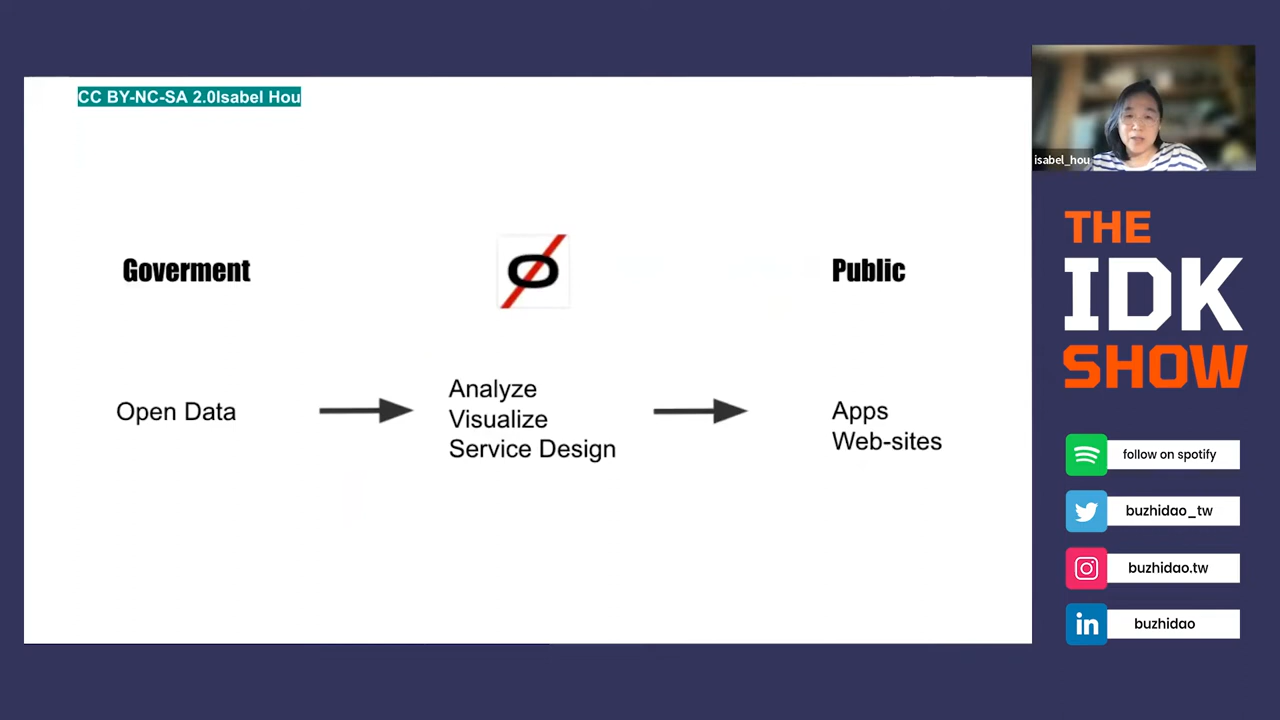 CC BY-NC-SA 2.0Isabel Hou
Goverment
Public
Open Data
Analyze
Visualize
Service Design
Apps
Web-sites
isabel_hou
THE
IDK
SHOW
follow on spotify
buzhidao_tw
buzhidao.tw
in
buzhidao